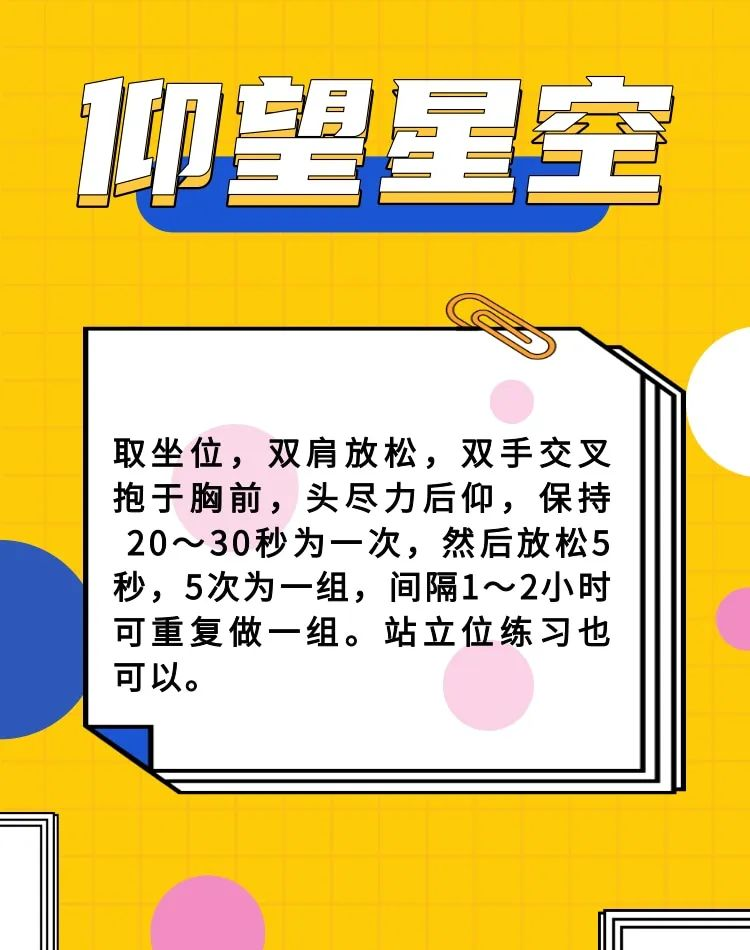 仰望星空
取坐位，双肩放松，双手交叉
抱于胸前，头尽力后仰，保持
20～30秒为一次，然后放松5
秒，5次为一组，间隔1～2小时
可重复做一组。站立位练习也
可以。